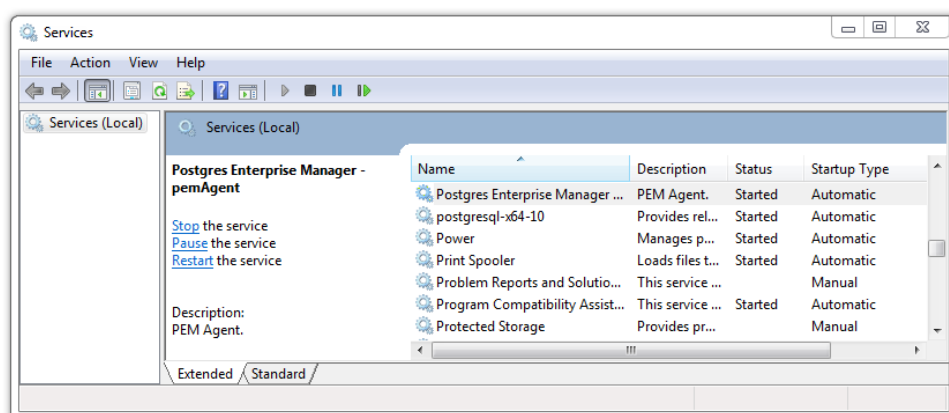 Services
File Action View Help
Services (Local)
Services (Local)
Postgres Enterprise Manager -
pemAgent
Stop the service
Pause the service
Restart the service
Description:
PEM Agent.
Name Description Status Startup Type
Postgres Enterprise Manager ... PEM Agent. Started Automatic
postgresql-x64-10 Provides rel... Started Automatic
Power Manages p... Started Automatic
Print Spooler Loads files t... Started Automatic
Problem Reports and Solutio... This service ... Manual
Program Compatibility Assist... This service ... Started Automatic
Protected Storage Provides pr... Manual
Extended Standard